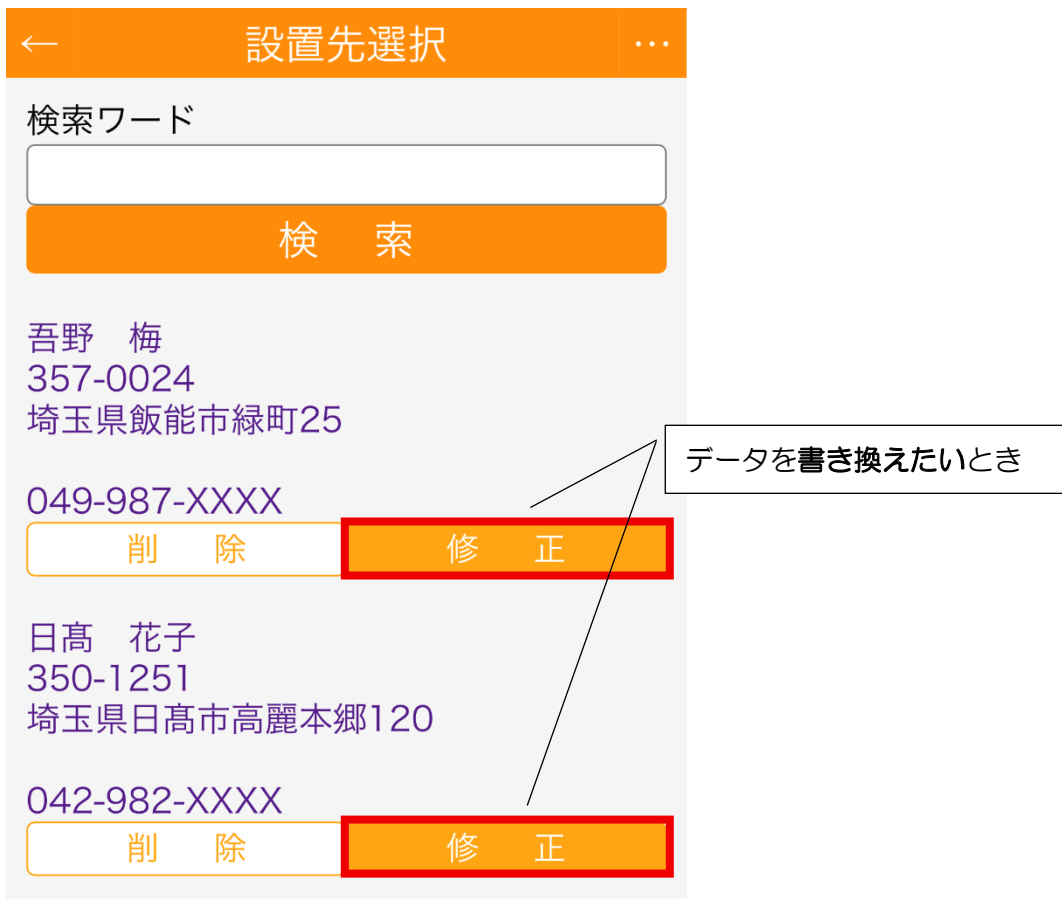 ← 設置先選択 …
検索ワード
検 索
吾野 梅
357-0024
埼玉県飯能市緑町25
データを書き換えたいとき
049-987-XXXX
削 除 修 正
日髙 花子
350-1251
埼玉県日高市高麗本郷120
042-982-XXXX
削 除 修 正